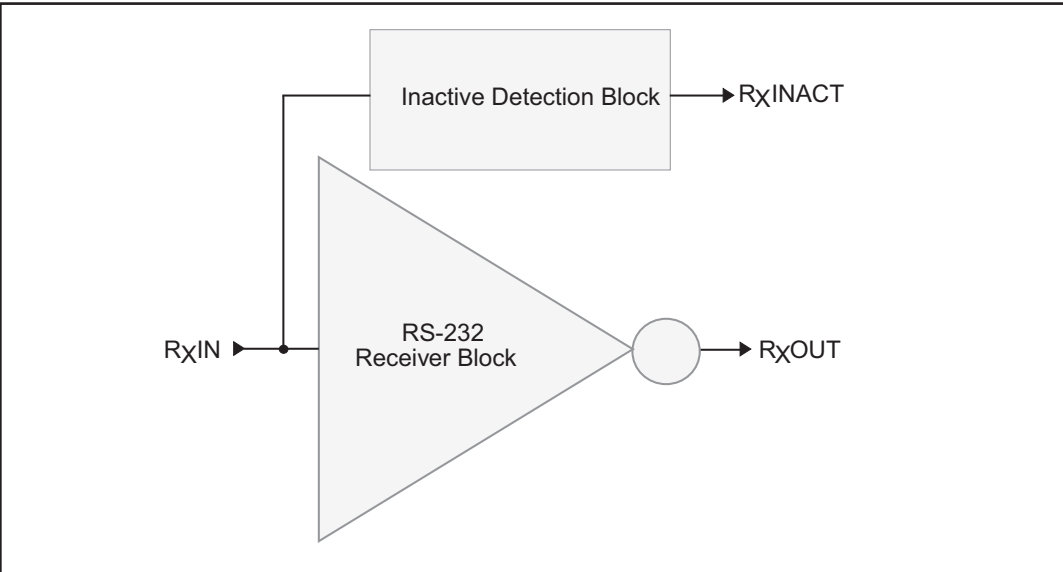 Inactive Detection Block
RXINACT
RS-232
Receiver Block
RXIN
RXOUT